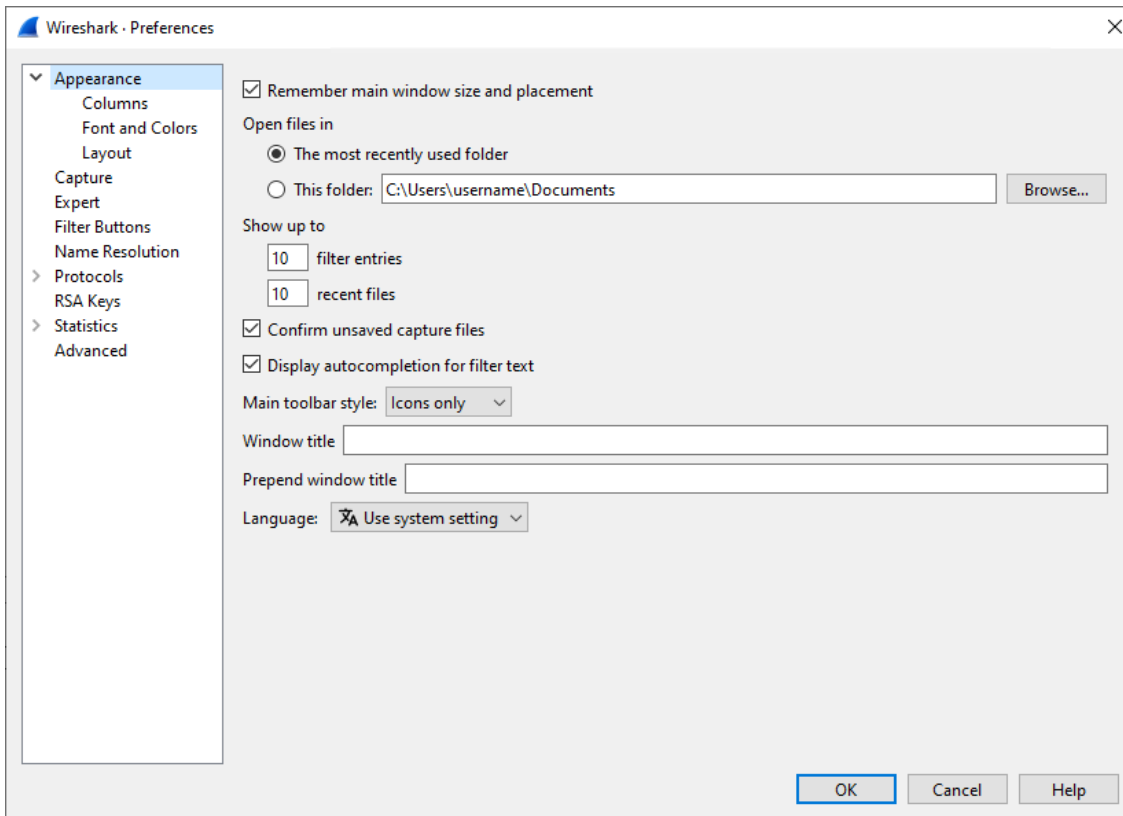 Wireshark · Preferences
Appearance
Columns
Font and Colors
Layout
Capture
Expert
Filter Buttons
Name Resolution
Protocols
RSA Keys
Statistics
Advanced
Remember main window size and placement
Open files in
The most recently used folder
This folder: C:\Users\username\Documents Browse...
Show up to
10 filter entries
10 recent files
Confirm unsaved capture files
Display autocompletion for filter text
Main toolbar style: Icons only
Window title
Prepend window title
Language: Use system setting
OK Cancel Help